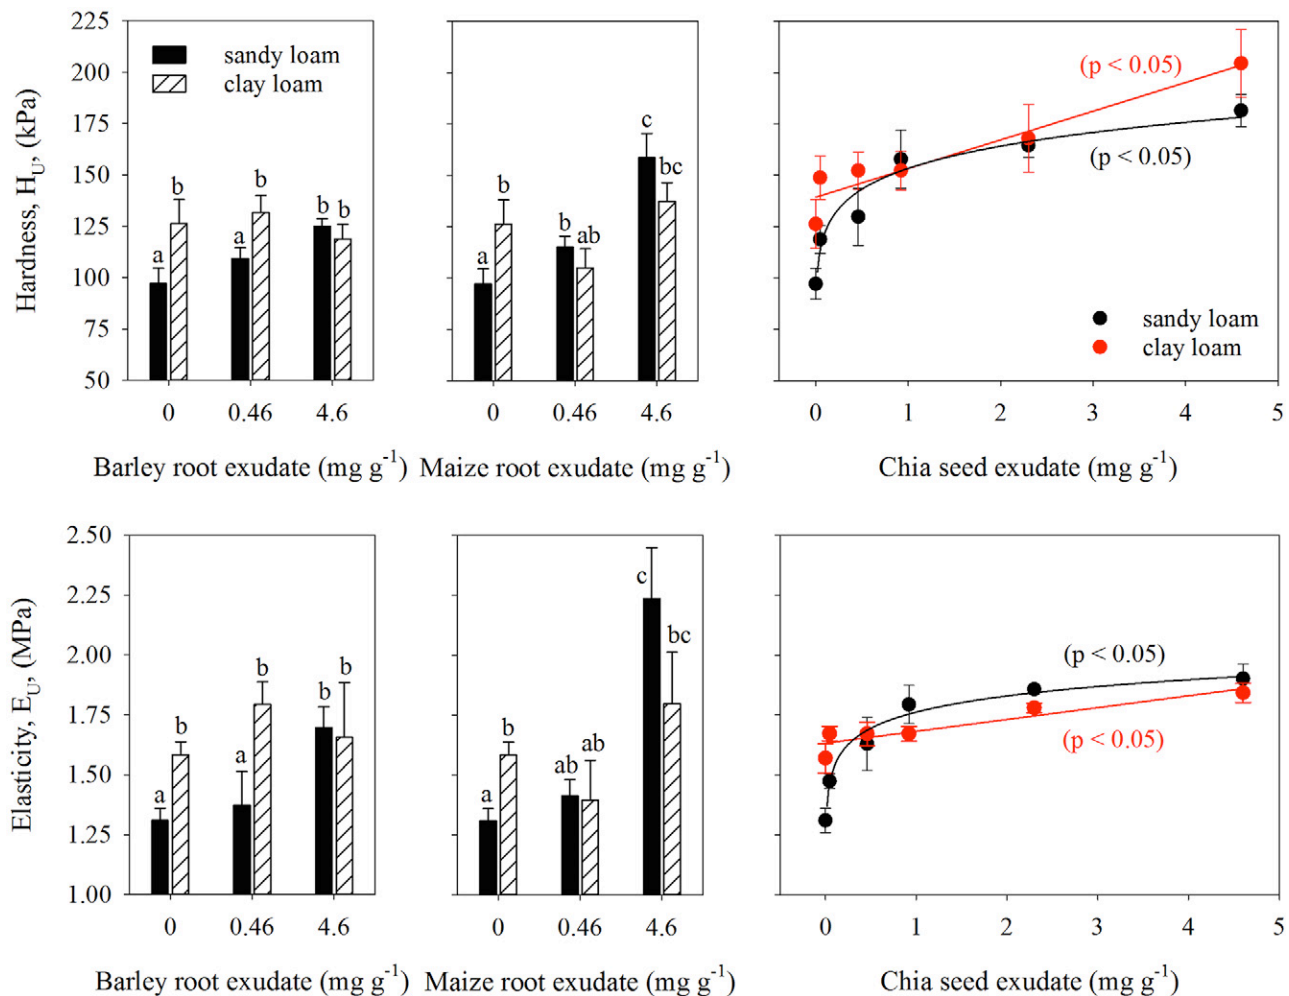 Hardness, H_U, (kPa)
225
200
175
150
125
100
75
50
sandy loam
clay loam
a
b
a
b
b
b
0
0.46
4.6
Barley root exudate (mg g⁻¹)
a
b
b
ab
c
bc
0
0.46
4.6
Maize root exudate (mg g⁻¹)
(p < 0.05)
(p < 0.05)
sandy loam
clay loam
0
1
2
3
4
5
Chia seed exudate (mg g⁻¹)
Elasticity, E_U, (MPa)
2.50
2.25
2.00
1.75
1.50
1.25
1.00
a
b
a
b
b
b
0
0.46
4.6
Barley root exudate (mg g⁻¹)
a
b
ab
ab
c
bc
0
0.46
4.6
Maize root exudate (mg g⁻¹)
(p < 0.05)
(p < 0.05)
0
1
2
3
4
5
Chia seed exudate (mg g⁻¹)